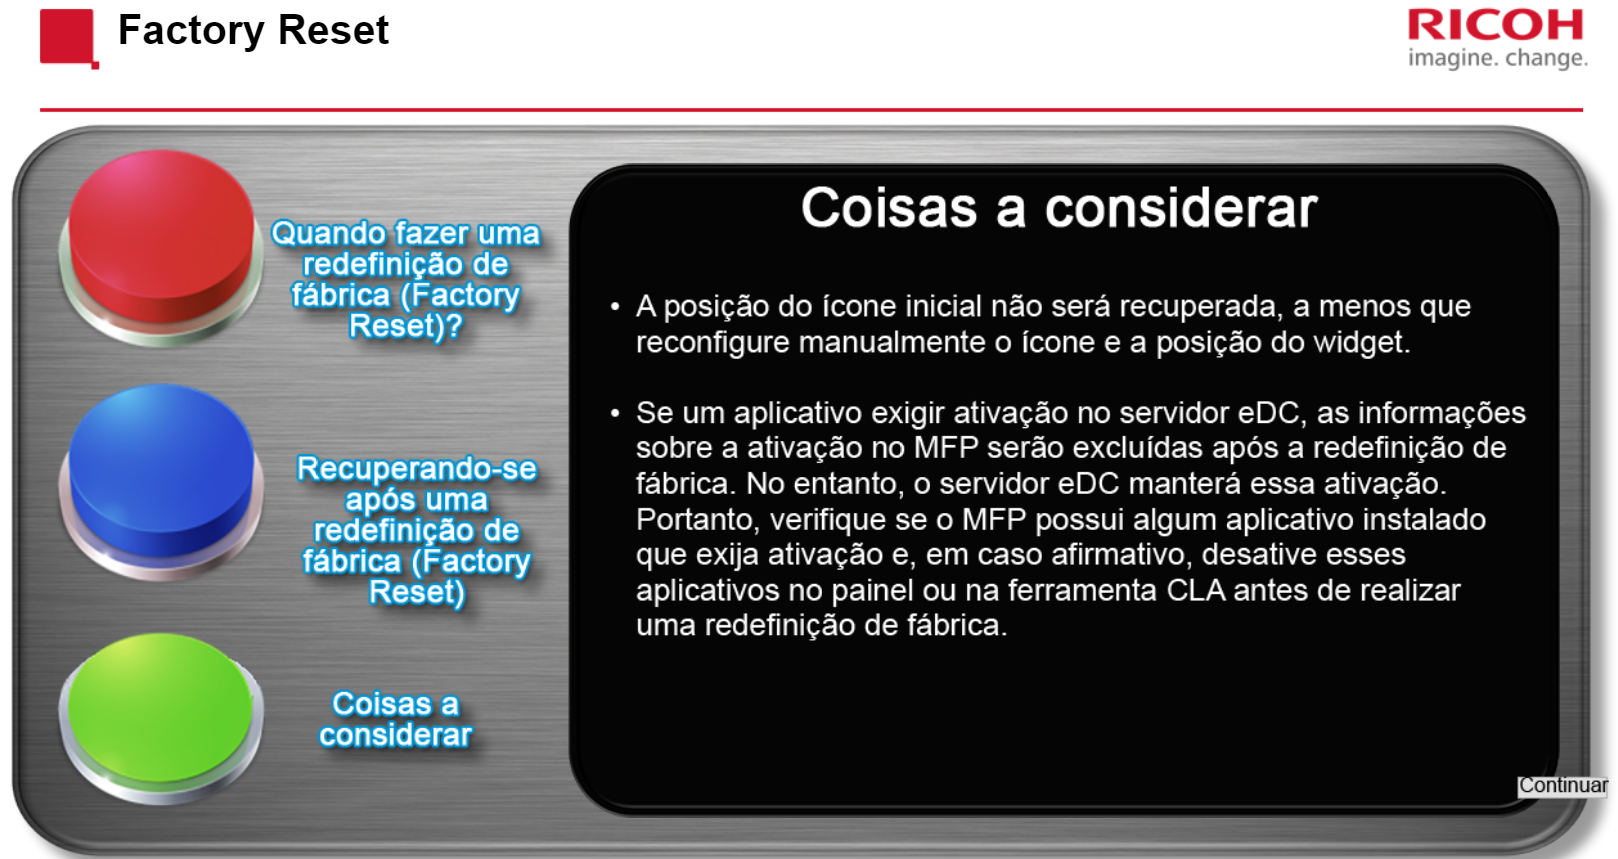 Factory Reset
RICOH
imagine. change.
Quando fazer uma
redefinição de
fábrica (Factory
Reset)?
Recuperando-se
após uma
redefinição de
fábrica (Factory
Reset)
Coisas a
considerar
Coisas a considerar
• A posição do ícone inicial não será recuperada, a menos que
reconfigure manualmente o ícone e a posição do widget.
• Se um aplicativo exigir ativação no servidor eDC, as informações
sobre a ativação no MFP serão excluídas após a redefinição de
fábrica. No entanto, o servidor eDC manterá essa ativação.
Portanto, verifique se o MFP possui algum aplicativo instalado
que exija ativação e, em caso afirmativo, desative esses
aplicativos no painel ou na ferramenta CLA antes de realizar
uma redefinição de fábrica.
Continuar